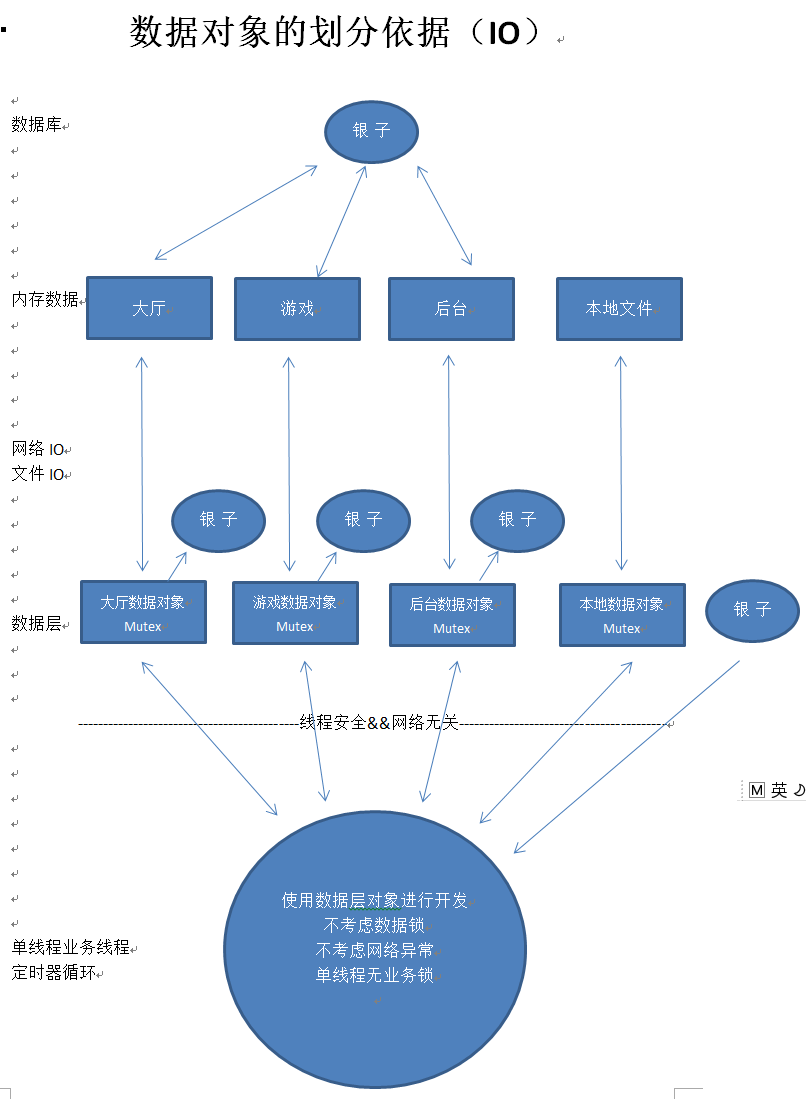 数据对象的划分依据（IO）
数据库
银 子
内存数据
大厅
游戏
后台
本地文件
网络 IO
文件 IO
银 子
银 子
银 子
数据层
大厅数据对象
Mutex
游戏数据对象
Mutex
后台数据对象
Mutex
本地数据对象
Mutex
银 子
--------------------------------------------线程安全&&网络无关------------------------------------------
M 英
使用数据层对象进行开发
不考虑数据锁
不考虑网络异常
单线程无业务锁
单线程业务线程
定时器循环